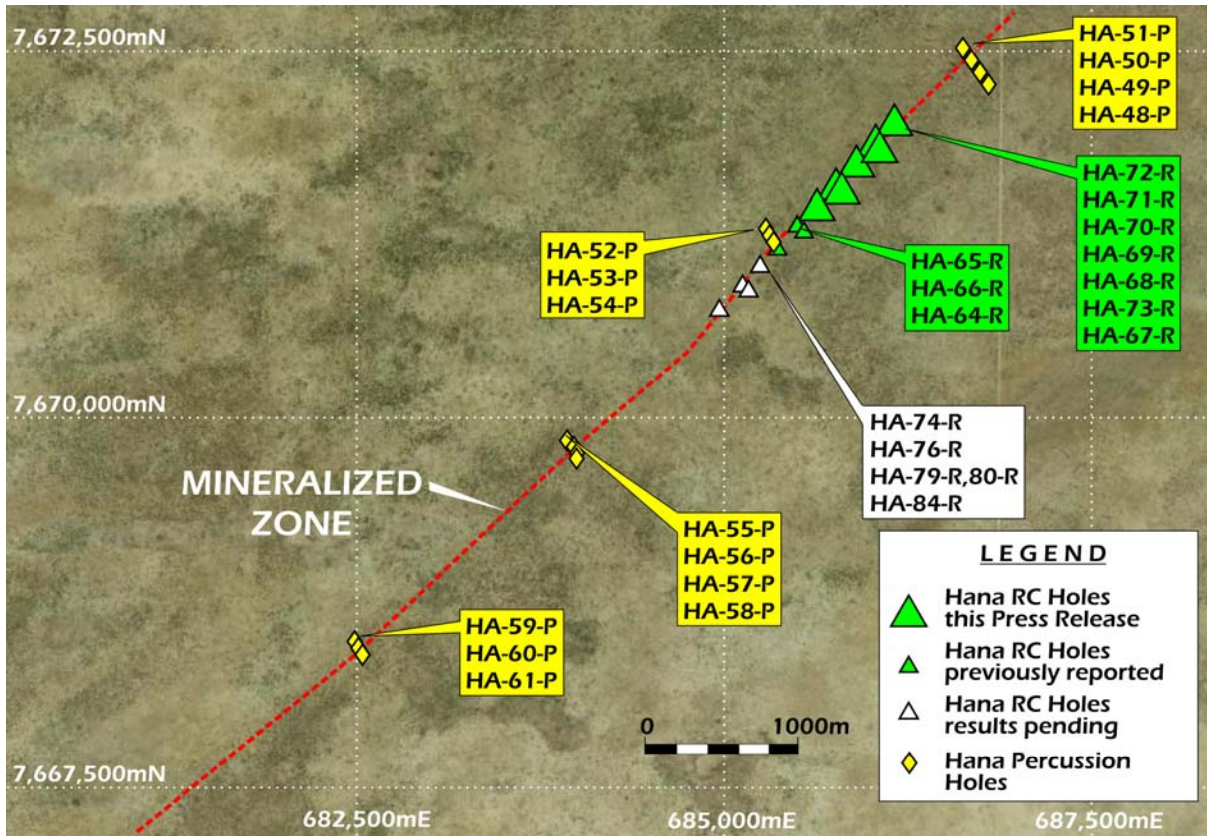 7,672,500mN
HA-51-P
HA-50-P
HA-49-P
HA-48-P
HA-72-R
HA-71-R
HA-70-R
HA-69-R
HA-68-R
HA-73-R
HA-67-R
HA-52-P
HA-53-P
HA-54-P
HA-65-R
HA-66-R
HA-64-R
7,670,000mN
HA-74-R
HA-76-R
HA-79-R,80-R
HA-84-R
MINERALIZED
ZONE
HA-55-P
HA-56-P
HA-57-P
HA-58-P
HA-59-P
HA-60-P
HA-61-P
LEGEND
Hana RC Holes
this Press Release
Hana RC Holes
previously reported
Hana RC Holes
results pending
Hana Percussion
Holes
0 1000m
7,667,500mN
682,500mE
685,000mE
687,500mE